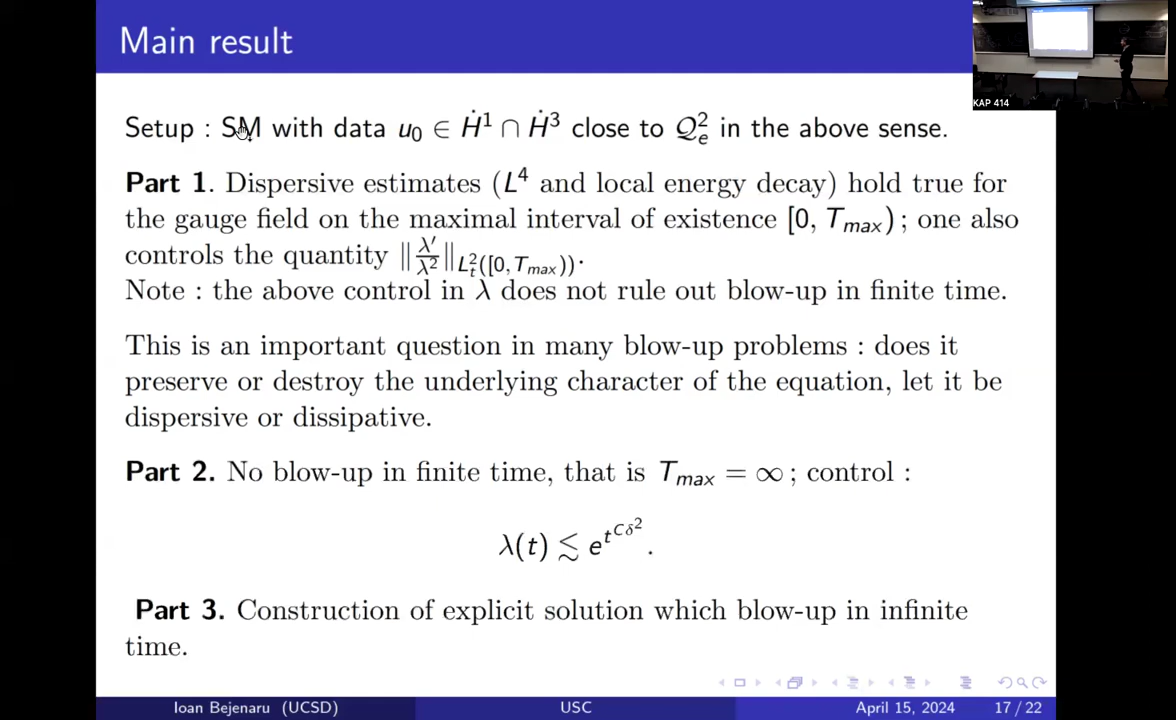 Main result
KAP 414
Setup : SM with data u₀ ∈ Ḣ¹ ∩ Ḣ³ close to 𝒬ₑ² in the above sense.
Part 1. Dispersive estimates (L⁴ and local energy decay) hold true for
the gauge field on the maximal interval of existence [0, T_max) ; one also
controls the quantity ‖λ′/λ²‖_{L²_t([0,T_max))}.
Note : the above control in λ does not rule out blow-up in finite time.
This is an important question in many blow-up problems : does it
preserve or destroy the underlying character of the equation, let it be
dispersive or dissipative.
Part 2. No blow-up in finite time, that is T_max = ∞ ; control :
λ(t) ≲ e^{t^{Cδ²}}.
Part 3. Construction of explicit solution which blow-up in infinite
time.
Ioan Bejenaru (UCSD) USC April 15, 2024 17 / 22